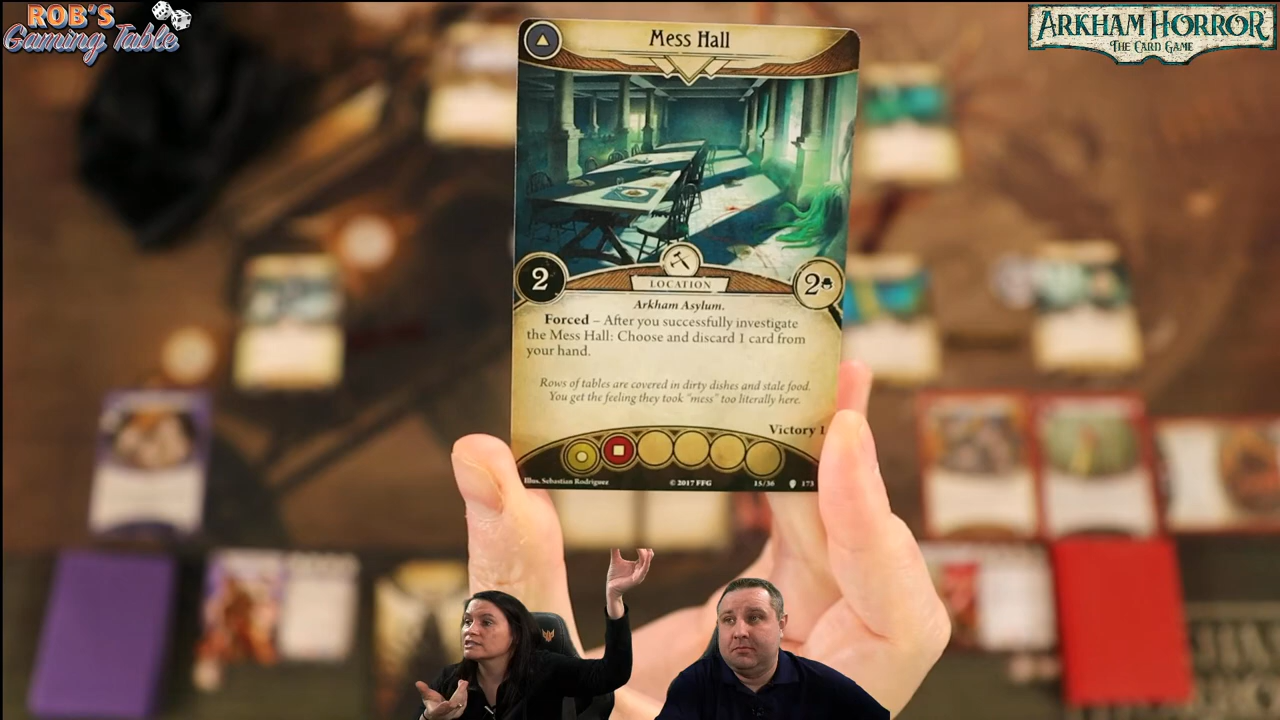 ROB'S
Gaming Table
ARKHAM HORROR
THE CARD GAME
Mess Hall
2
2
LOCATION
Arkham Asylum.
Forced – After you successfully investigate
the Mess Hall: Choose and discard 1 card from
your hand.
Rows of tables are covered in dirty dishes and stale food.
You get the feeling they took "mess" too literally here.
Victory 1
Illus. Sebastian Rodriguez
© 2017 FFG
15/36
173